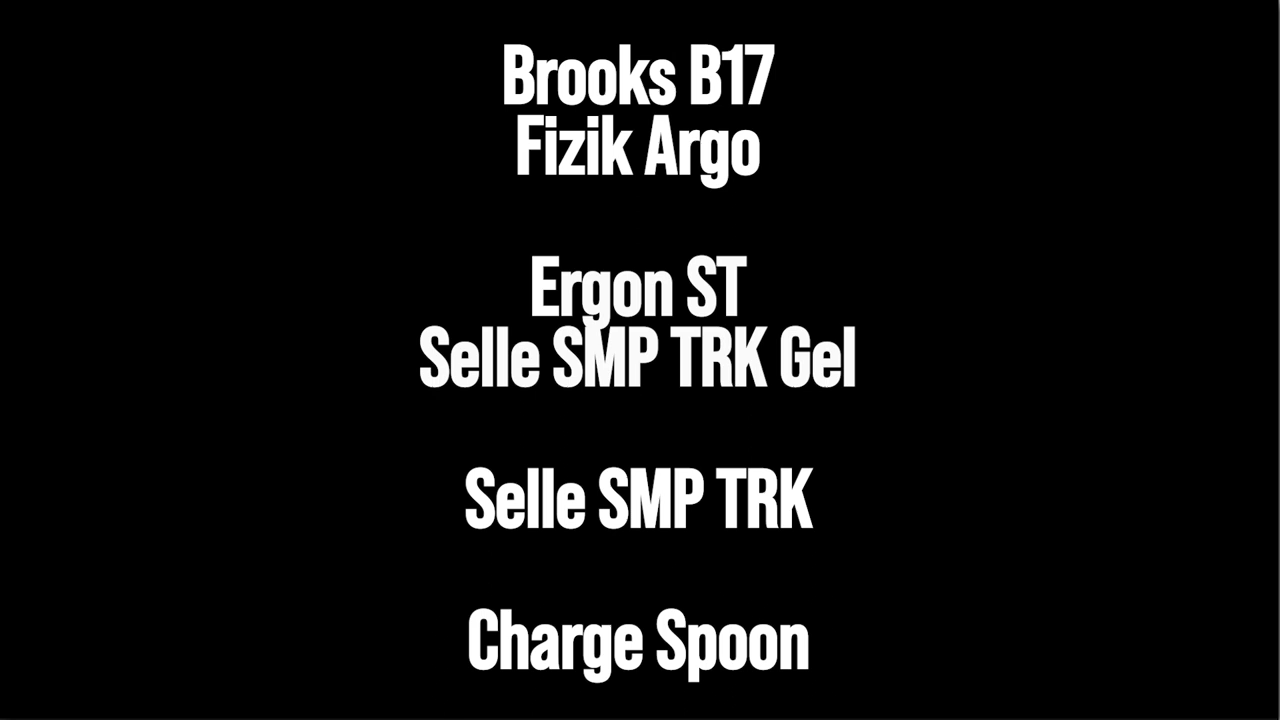 Brooks B17
Fizik Argo
Ergon ST
Selle SMP TRK Gel
Selle SMP TRK
Charge Spoon